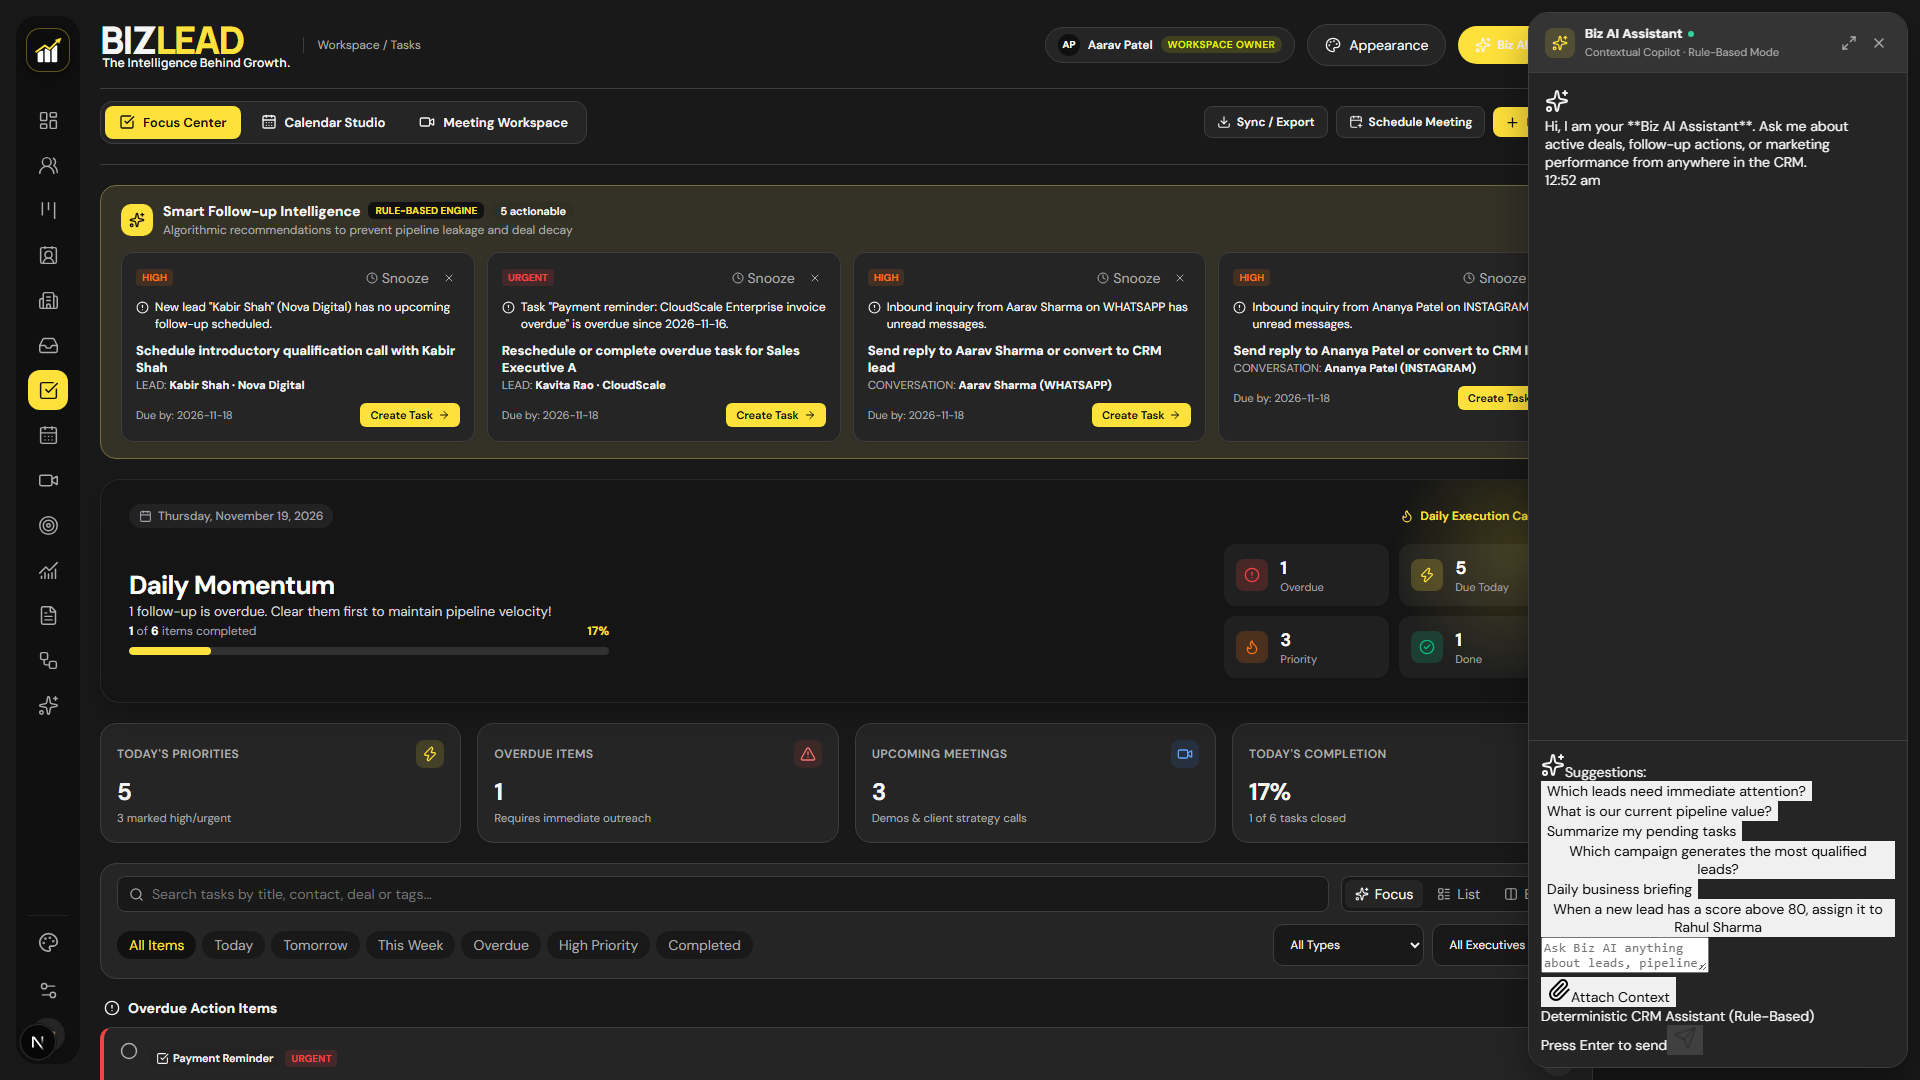 BIZLEAD
The Intelligence Behind Growth.
Workspace / Tasks
AP Aarav Patel WORKSPACE OWNER
Appearance
Biz AI
Focus Center
Calendar Studio
Meeting Workspace
Sync / Export
Schedule Meeting
Smart Follow-up Intelligence RULE-BASED ENGINE 5 actionable
Algorithmic recommendations to prevent pipeline leakage and deal decay
HIGH Snooze
New lead "Kabir Shah" (Nova Digital) has no upcoming
follow-up scheduled.
Schedule introductory qualification call with Kabir
Shah
LEAD: Kabir Shah · Nova Digital
Due by: 2026-11-18 Create Task
URGENT Snooze
Task "Payment reminder: CloudScale Enterprise invoice
overdue" is overdue since 2026-11-16.
Reschedule or complete overdue task for Sales
Executive A
LEAD: Kavita Rao · CloudScale
Due by: 2026-11-18 Create Task
HIGH Snooze
Inbound inquiry from Aarav Sharma on WHATSAPP has
unread messages.
Send reply to Aarav Sharma or convert to CRM
lead
CONVERSATION: Aarav Sharma (WHATSAPP)
Due by: 2026-11-18 Create Task
HIGH Snooze
Inbound inquiry from Ananya Patel on INSTAGRAM
unread messages.
Send reply to Ananya Patel or convert to CRM
CONVERSATION: Ananya Patel (INSTAGRAM)
Due by: 2026-11-18 Create Task
Thursday, November 19, 2026
Daily Execution
Daily Momentum
1 follow-up is overdue. Clear them first to maintain pipeline velocity!
1 of 6 items completed 17%
1
Overdue
5
Due Today
3
Priority
1
Done
TODAY'S PRIORITIES
5
3 marked high/urgent
OVERDUE ITEMS
1
Requires immediate outreach
UPCOMING MEETINGS
3
Demos & client strategy calls
TODAY'S COMPLETION
17%
1 of 6 tasks closed
Search tasks by title, contact, deal or tags...
Focus
List
All Items
Today
Tomorrow
This Week
Overdue
High Priority
Completed
All Types
All Executives
Overdue Action Items
Payment Reminder URGENT
N
Biz AI Assistant
Contextual Copilot · Rule-Based Mode
Hi, I am your **Biz AI Assistant**. Ask me about
active deals, follow-up actions, or marketing
performance from anywhere in the CRM.
12:52 am
Suggestions:
Which leads need immediate attention?
What is our current pipeline value?
Summarize my pending tasks
Which campaign generates the most qualified
leads?
Daily business briefing
When a new lead has a score above 80, assign it to
Rahul Sharma
Ask Biz AI anything
about leads, pipeline,
Attach Context
Deterministic CRM Assistant (Rule-Based)
Press Enter to send